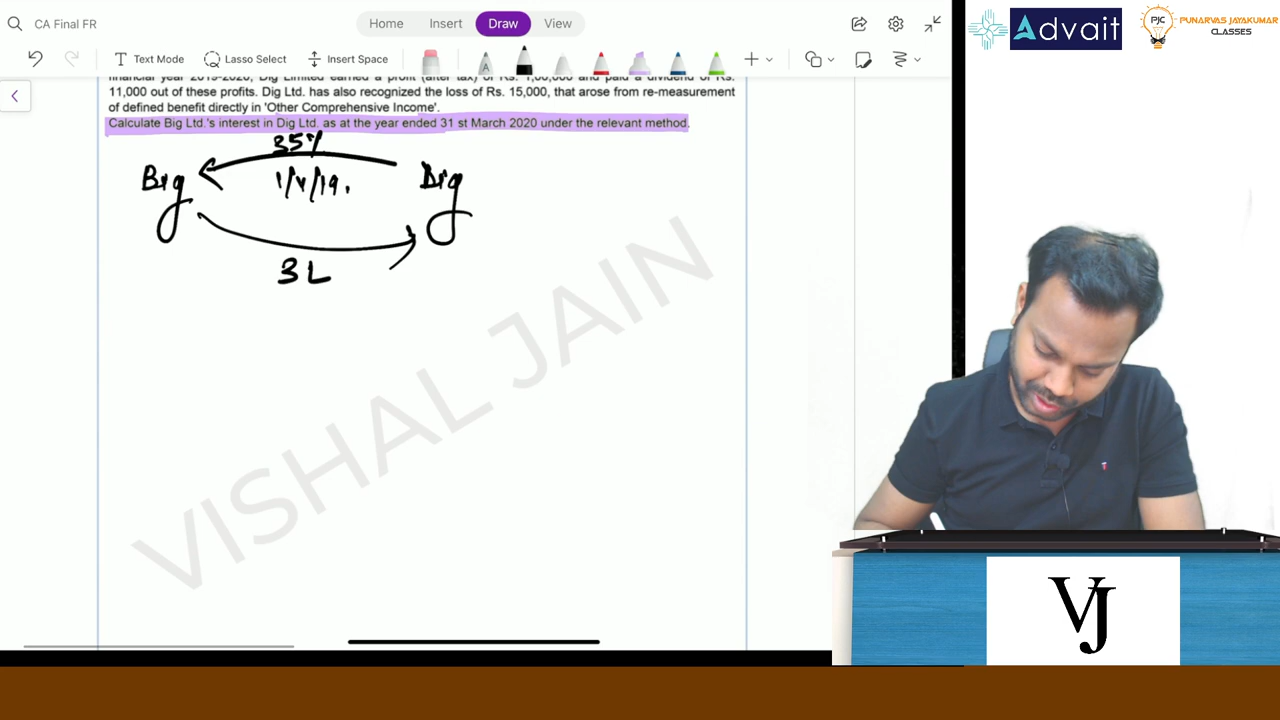 CA Final FR
Home Insert Draw View
Advait
PJC
PUNARVAS JAYAKUMAR
CLASSES
Text Mode Lasso Select Insert Space
11,000 out of these profits. Dig Ltd. has also recognized the loss of Rs. 15,000, that arose from re-measurement
of defined benefit directly in 'Other Comprehensive Income'.
Calculate Big Ltd.'s interest in Dig Ltd. as at the year ended 31 st March 2020 under the relevant method.
35%
Big 1/4/19. Dig
3L
VISHAL JAIN
VJ